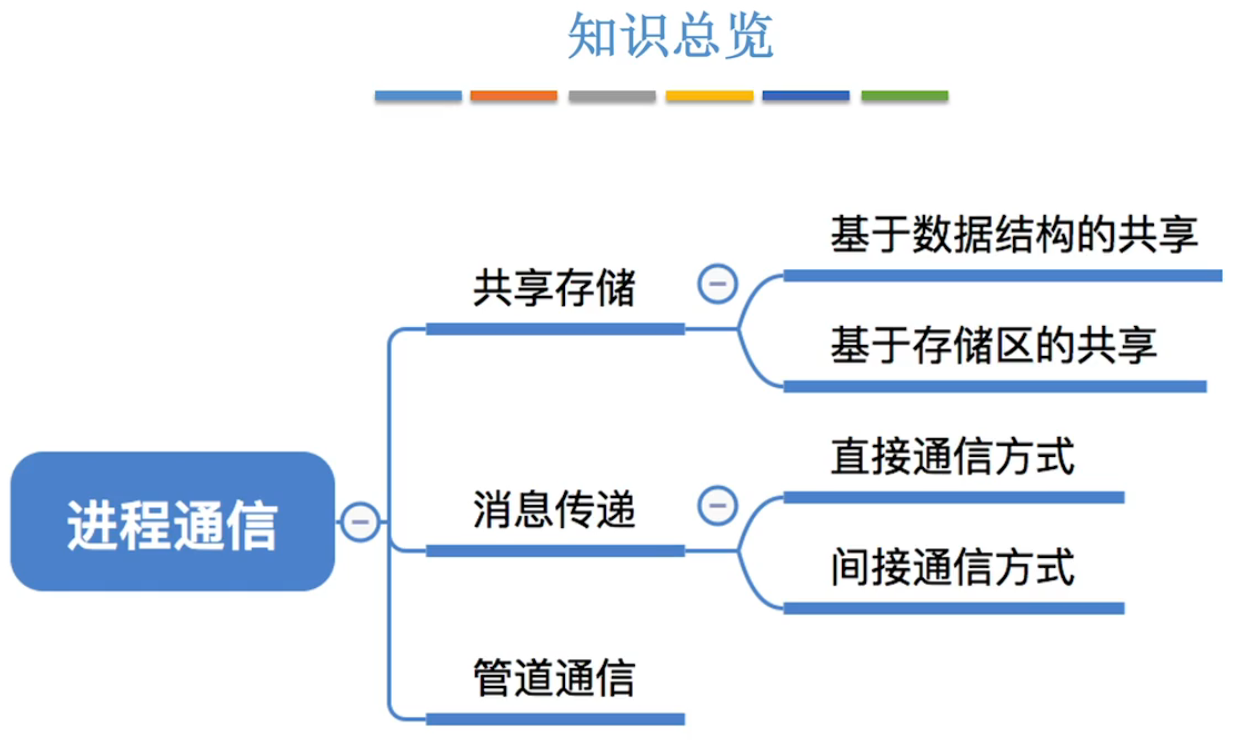 知识总览
进程通信
共享存储
基于数据结构的共享
基于存储区的共享
消息传递
直接通信方式
间接通信方式
管道通信